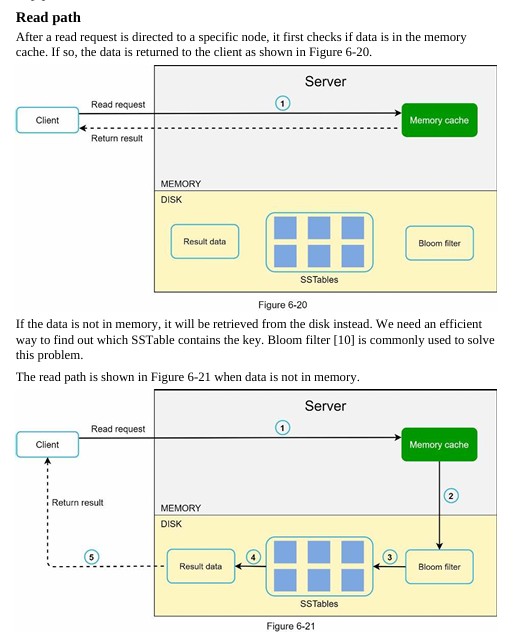 Read path
After a read request is directed to a specific node, it first checks if data is in the memory
cache. If so, the data is returned to the client as shown in Figure 6-20.
Server
Read request
1
Client
Memory cache
Return result
MEMORY
DISK
Result data
Bloom filter
SSTables
Figure 6-20
If the data is not in memory, it will be retrieved from the disk instead. We need an efficient
way to find out which SSTable contains the key. Bloom filter [10] is commonly used to solve
this problem.
The read path is shown in Figure 6-21 when data is not in memory.
Server
Read request
1
Client
Memory cache
2
Return result
MEMORY
DISK
5
4
3
Result data
Bloom filter
SSTables
Figure 6-21